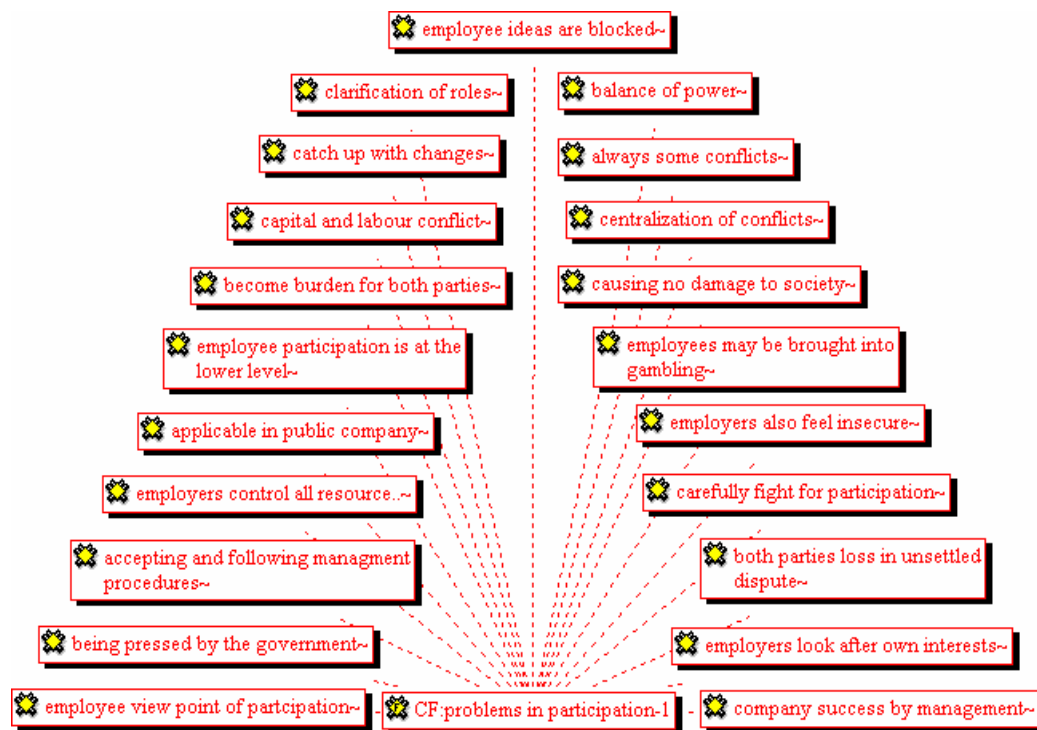 employee ideas are blocked~
clarification of roles~
balance of power~
catch up with changes~
always some conflicts~
capital and labour conflict~
centralization of conflicts~
become burden for both parties~
causing no damage to society~
employee participation is at the
lower level~
employees may be brought into
gambling~
applicable in public company~
employers also feel insecure~
employers control all resource..~
carefully fight for participation~
accepting and following managment
procedures~
both parties loss in unsettled
dispute~
being pressed by the government~
employers look after own interests~
employee view point of partcipation~
CF:problems in participation-1
company success by management~